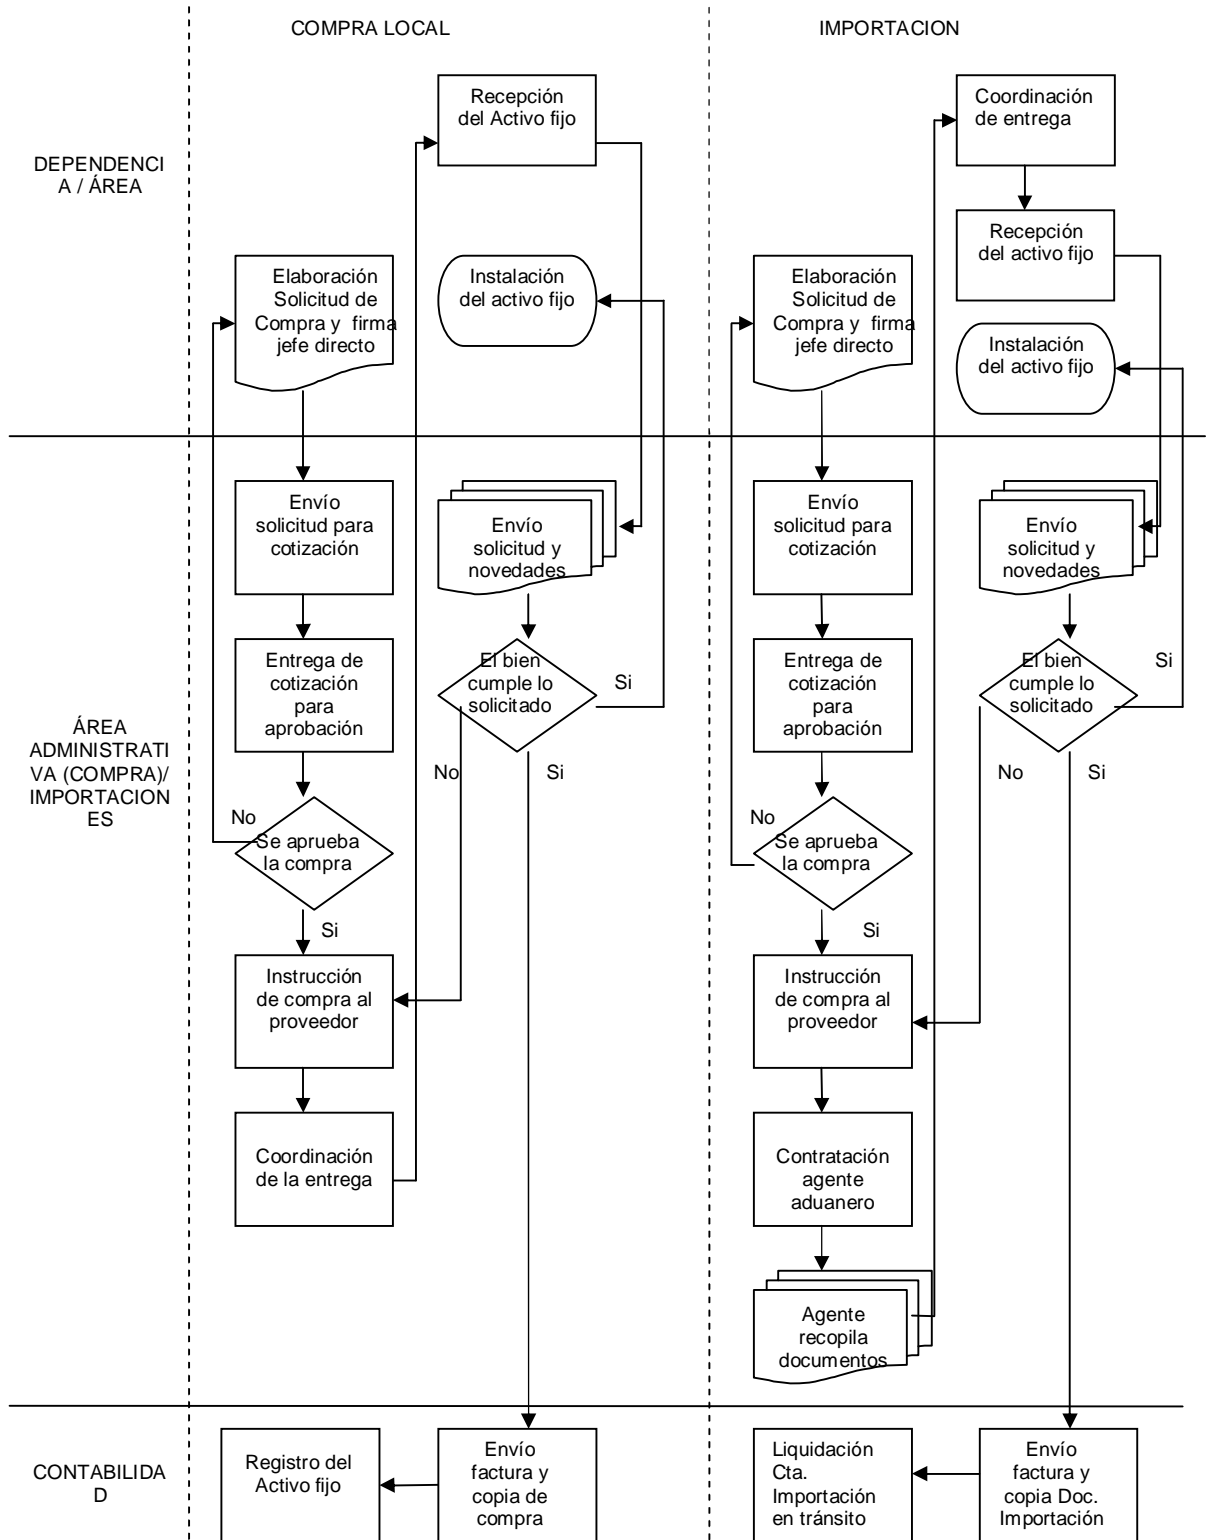 COMPRA LOCAL
IMPORTACION
DEPENDENCI
A / ÁREA
Recepción
del Activo fijo
Coordinación
de entrega
Recepción
del activo fijo
Elaboración
Solicitud de
Compra y firma
jefe directo
Instalación
del activo fijo
Elaboración
Solicitud de
Compra y firma
jefe directo
Instalación
del activo fijo
ÁREA
ADMINISTRATI
VA (COMPRA)/
IMPORTACION
ES
Envío
solicitud para
cotización
Envío
solicitud y
novedades
Envío
solicitud para
cotización
Envío
solicitud y
novedades
Entrega de
cotización
para
aprobación
El bien
cumple lo
solicitado
Si
Entrega de
cotización
para
aprobación
El bien
cumple lo
solicitado
Si
No
Si
No
Si
No
Se aprueba
la compra
No
Se aprueba
la compra
Si
Si
Instrucción
de compra al
proveedor
Instrucción
de compra al
proveedor
Coordinación
de la entrega
Contratación
agente
aduanero
Agente
recopila
documentos
CONTABILIDA
D
Registro del
Activo fijo
Envío
factura y
copia de
compra
Liquidación
Cta.
Importación
en tránsito
Envío
factura y
copia Doc.
Importación